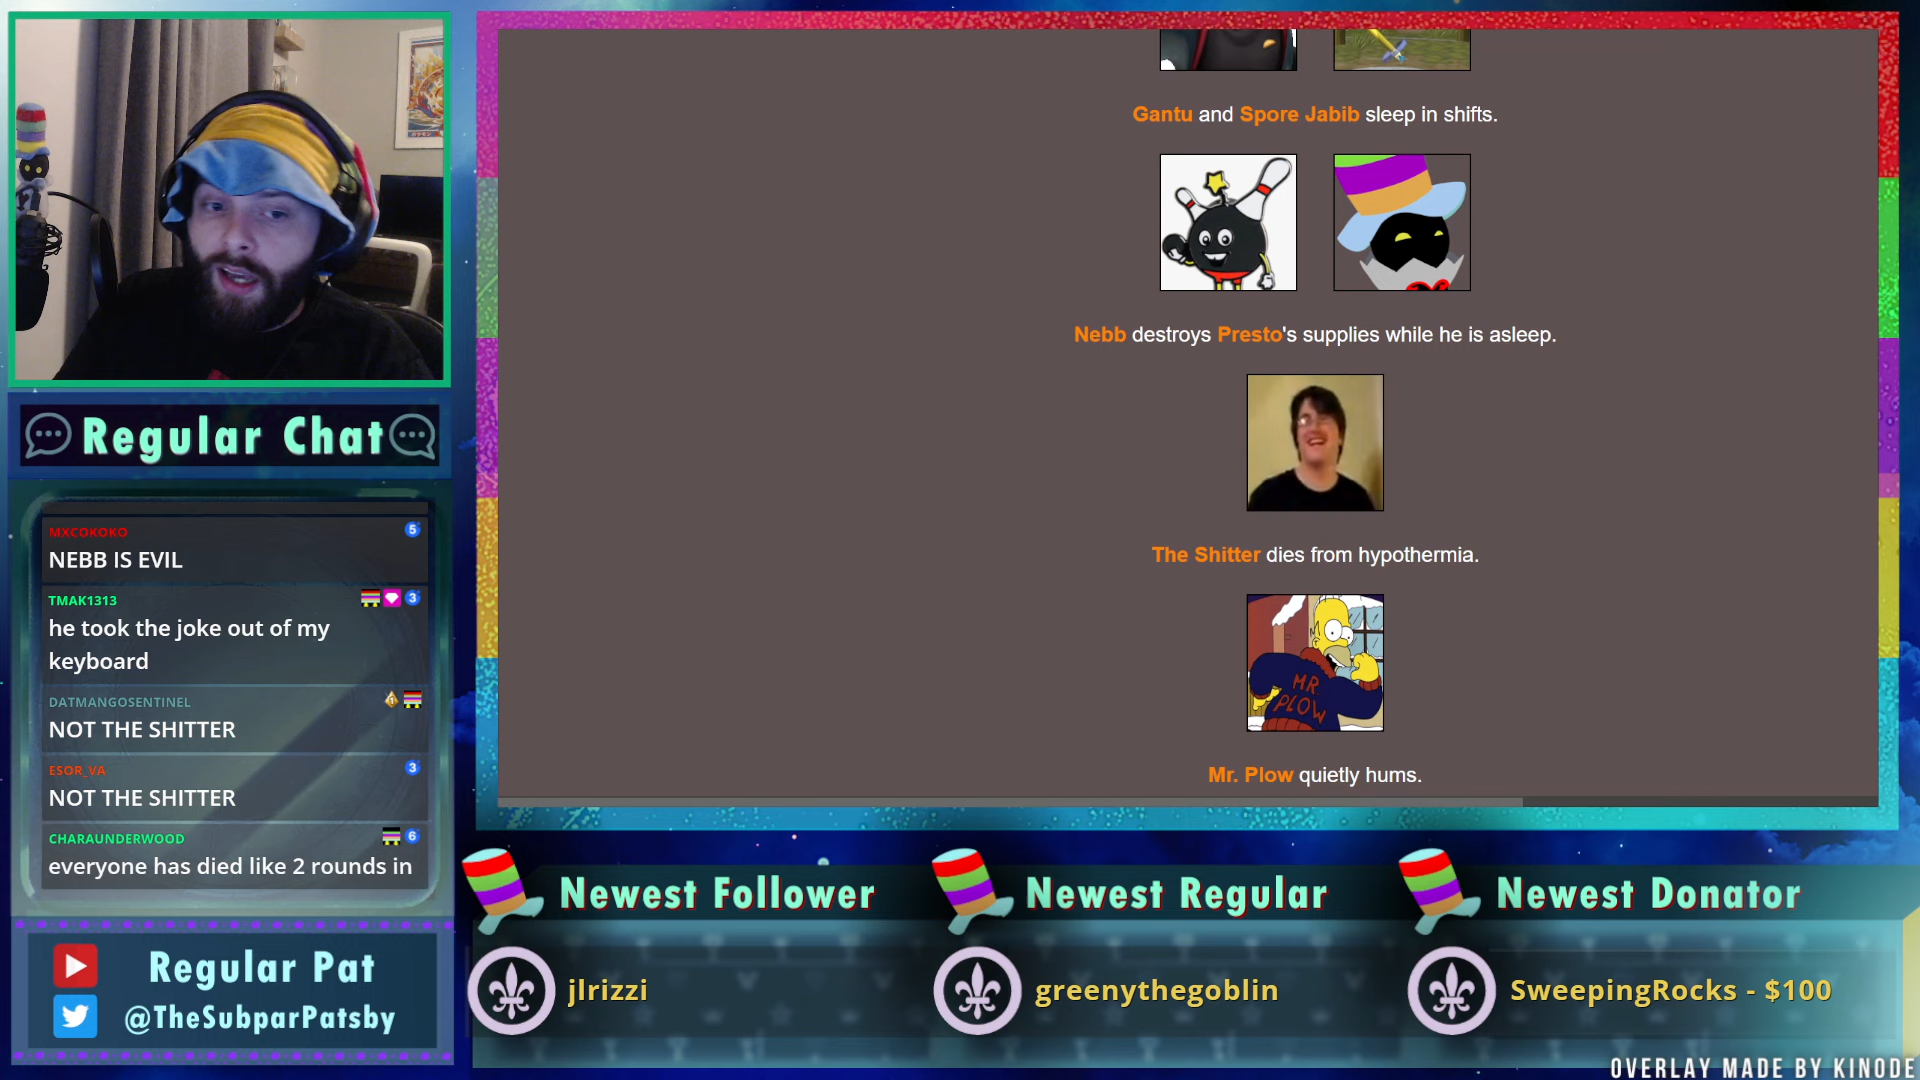 Regular Chat
MXCOKOKO
5
NEBB IS EVIL
TMAK1313
3
he took the joke out of my
keyboard
DATMANGOSENTINEL
NOT THE SHITTER
ESOR_VA
3
NOT THE SHITTER
CHARAUNDERWOOD
6
everyone has died like 2 rounds in
Regular Pat
@TheSubparPatsby
Gantu and Spore Jabib sleep in shifts.
Nebb destroys Presto's supplies while he is asleep.
The Shitter dies from hypothermia.
MR.
PLOW
Mr. Plow quietly hums.
Newest Follower
jlrizzi
Newest Regular
greenythegoblin
Newest Donator
SweepingRocks - $100
OVERLAY MADE BY KINODE